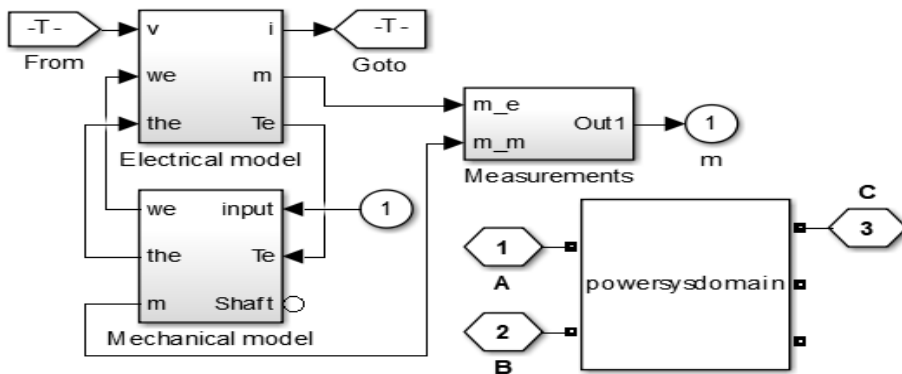 -T-
From
v
we
the
i
m
Te
Electrical model
-T-
Goto
m_e
m_m
Out1
Measurements
1
m
we
the
m
input
Te
Shaft
Mechanical model
1
1
A
2
B
powersysdomain
C
3